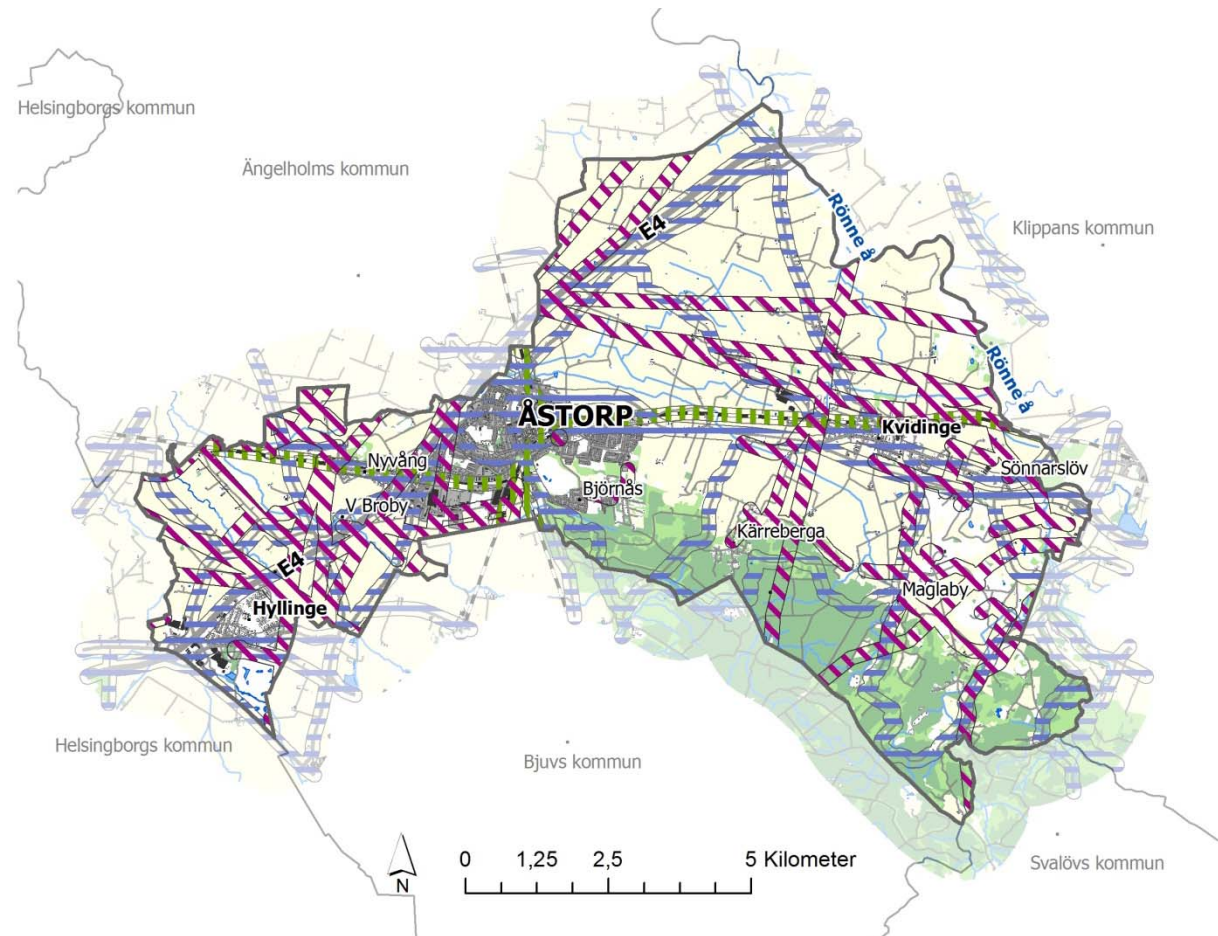 Helsingborgs kommun
Ängelholms kommun
Rönne å
Klippans kommun
E4
Rönne å
ÅSTORP
Kvidinge
Nyvång
Sönnarslöv
Björnås
V Broby
Kärreberga
E4
Maglaby
Hyllinge
Helsingborgs kommun
Bjuvs kommun
0 1,25 2,5 5 Kilometer
N
Svalövs kommun